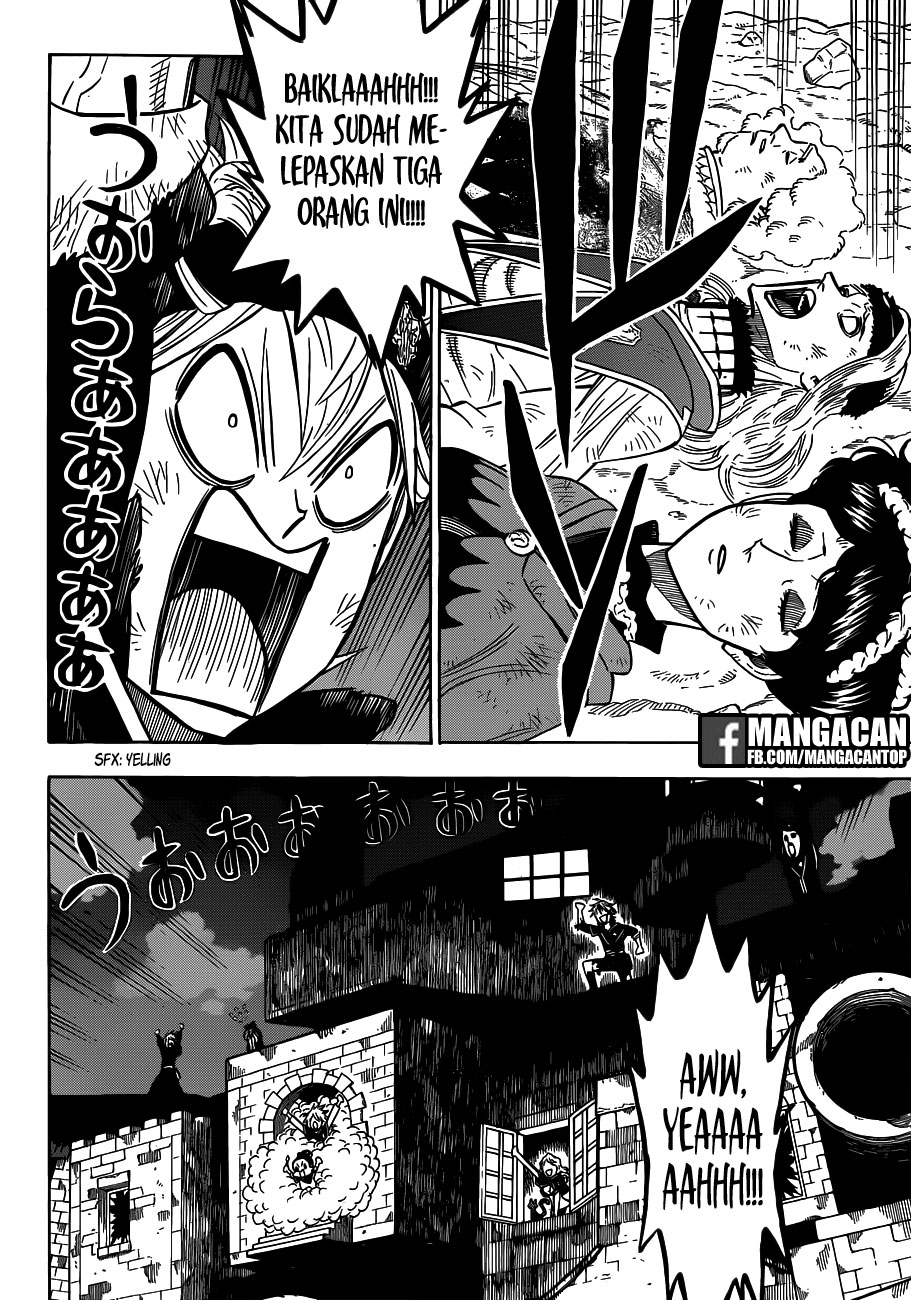 BAIKLAAAHHH!!!
KITA SUDAH ME-
LEPASKAN TIGA
ORANG INI!!!!
うおらあああああぁ
MANGACAN
FB.COM/MANGACANTOP
SFX: YELLING
うおおおおおお
AWW,
YEAAAA
AAHHH!!!